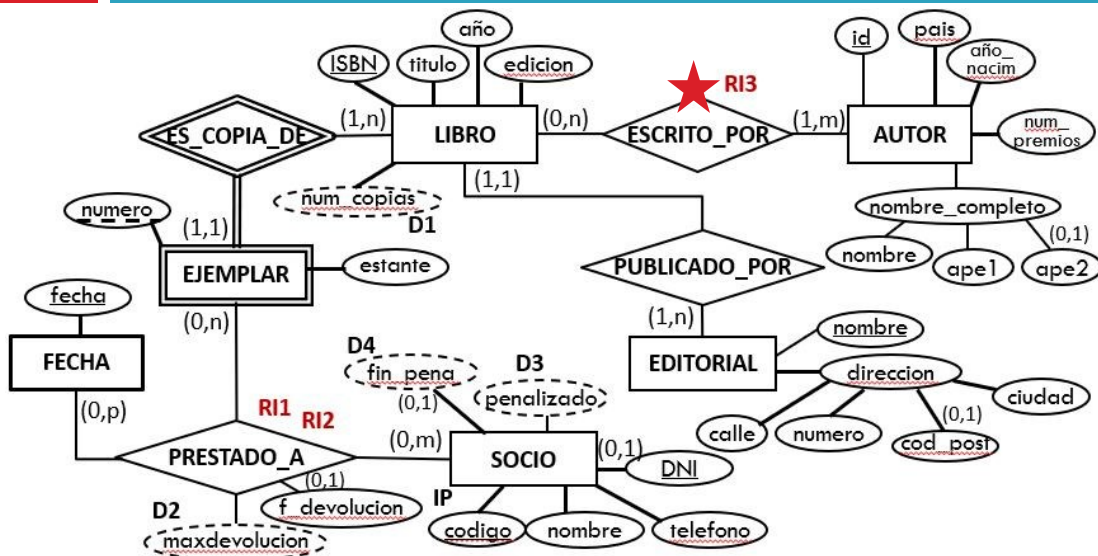 año
ISBN
titulo
edicion
id
pais
año_
nacim
RI3
(1,n)
(0,n)
(1,m)
ES_COPIA_DE
LIBRO
ESCRITO_POR
AUTOR
num_
premios
num_copias
D1
(1,1)
numero
(1,1)
nombre_completo
(0,1)
nombre
ape1
ape2
EJEMPLAR
estante
PUBLICADO_POR
fecha
(0,n)
(1,n)
nombre
FECHA
D4
fin_pena
(0,1)
D3
penalizado
EDITORIAL
direccion
ciudad
(0,1)
calle
numero
cod_post
(0,p)
RI1
RI2
(0,m)
(0,1)
PRESTADO_A
SOCIO
DNI
(0,1)
f_devolucion
IP
D2
maxdevolucion
codigo
nombre
telefono